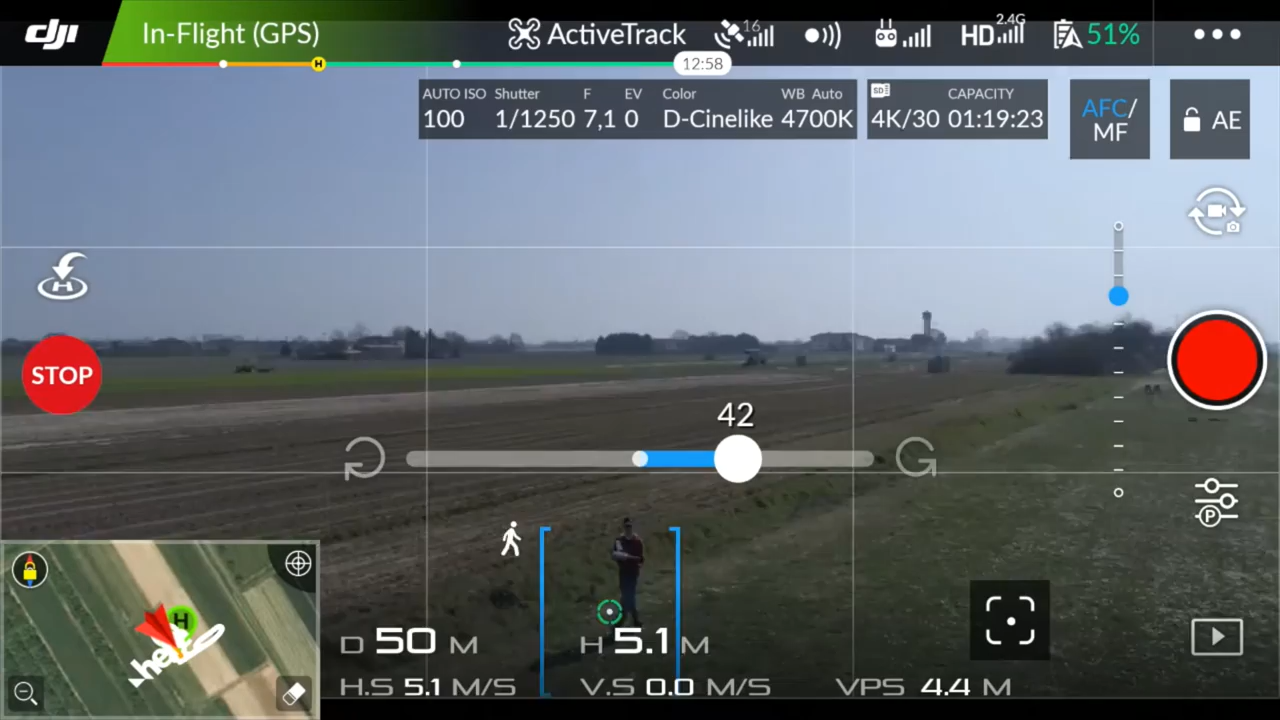 dji In-Flight (GPS) ActiveTrack 16 HD 2.4G 51%
H 12:58
AUTO ISO Shutter F EV Color WB Auto SD CAPACITY
100 1/1250 7,1 0 D-Cinelike 4700K 4K/30 01:19:23
AFC/
MF
AE
H
STOP
42
P
H
hello
D 50 M H 5.1 M
H.S 5.1 M/S V.S 0.0 M/S VPS 4.4 M